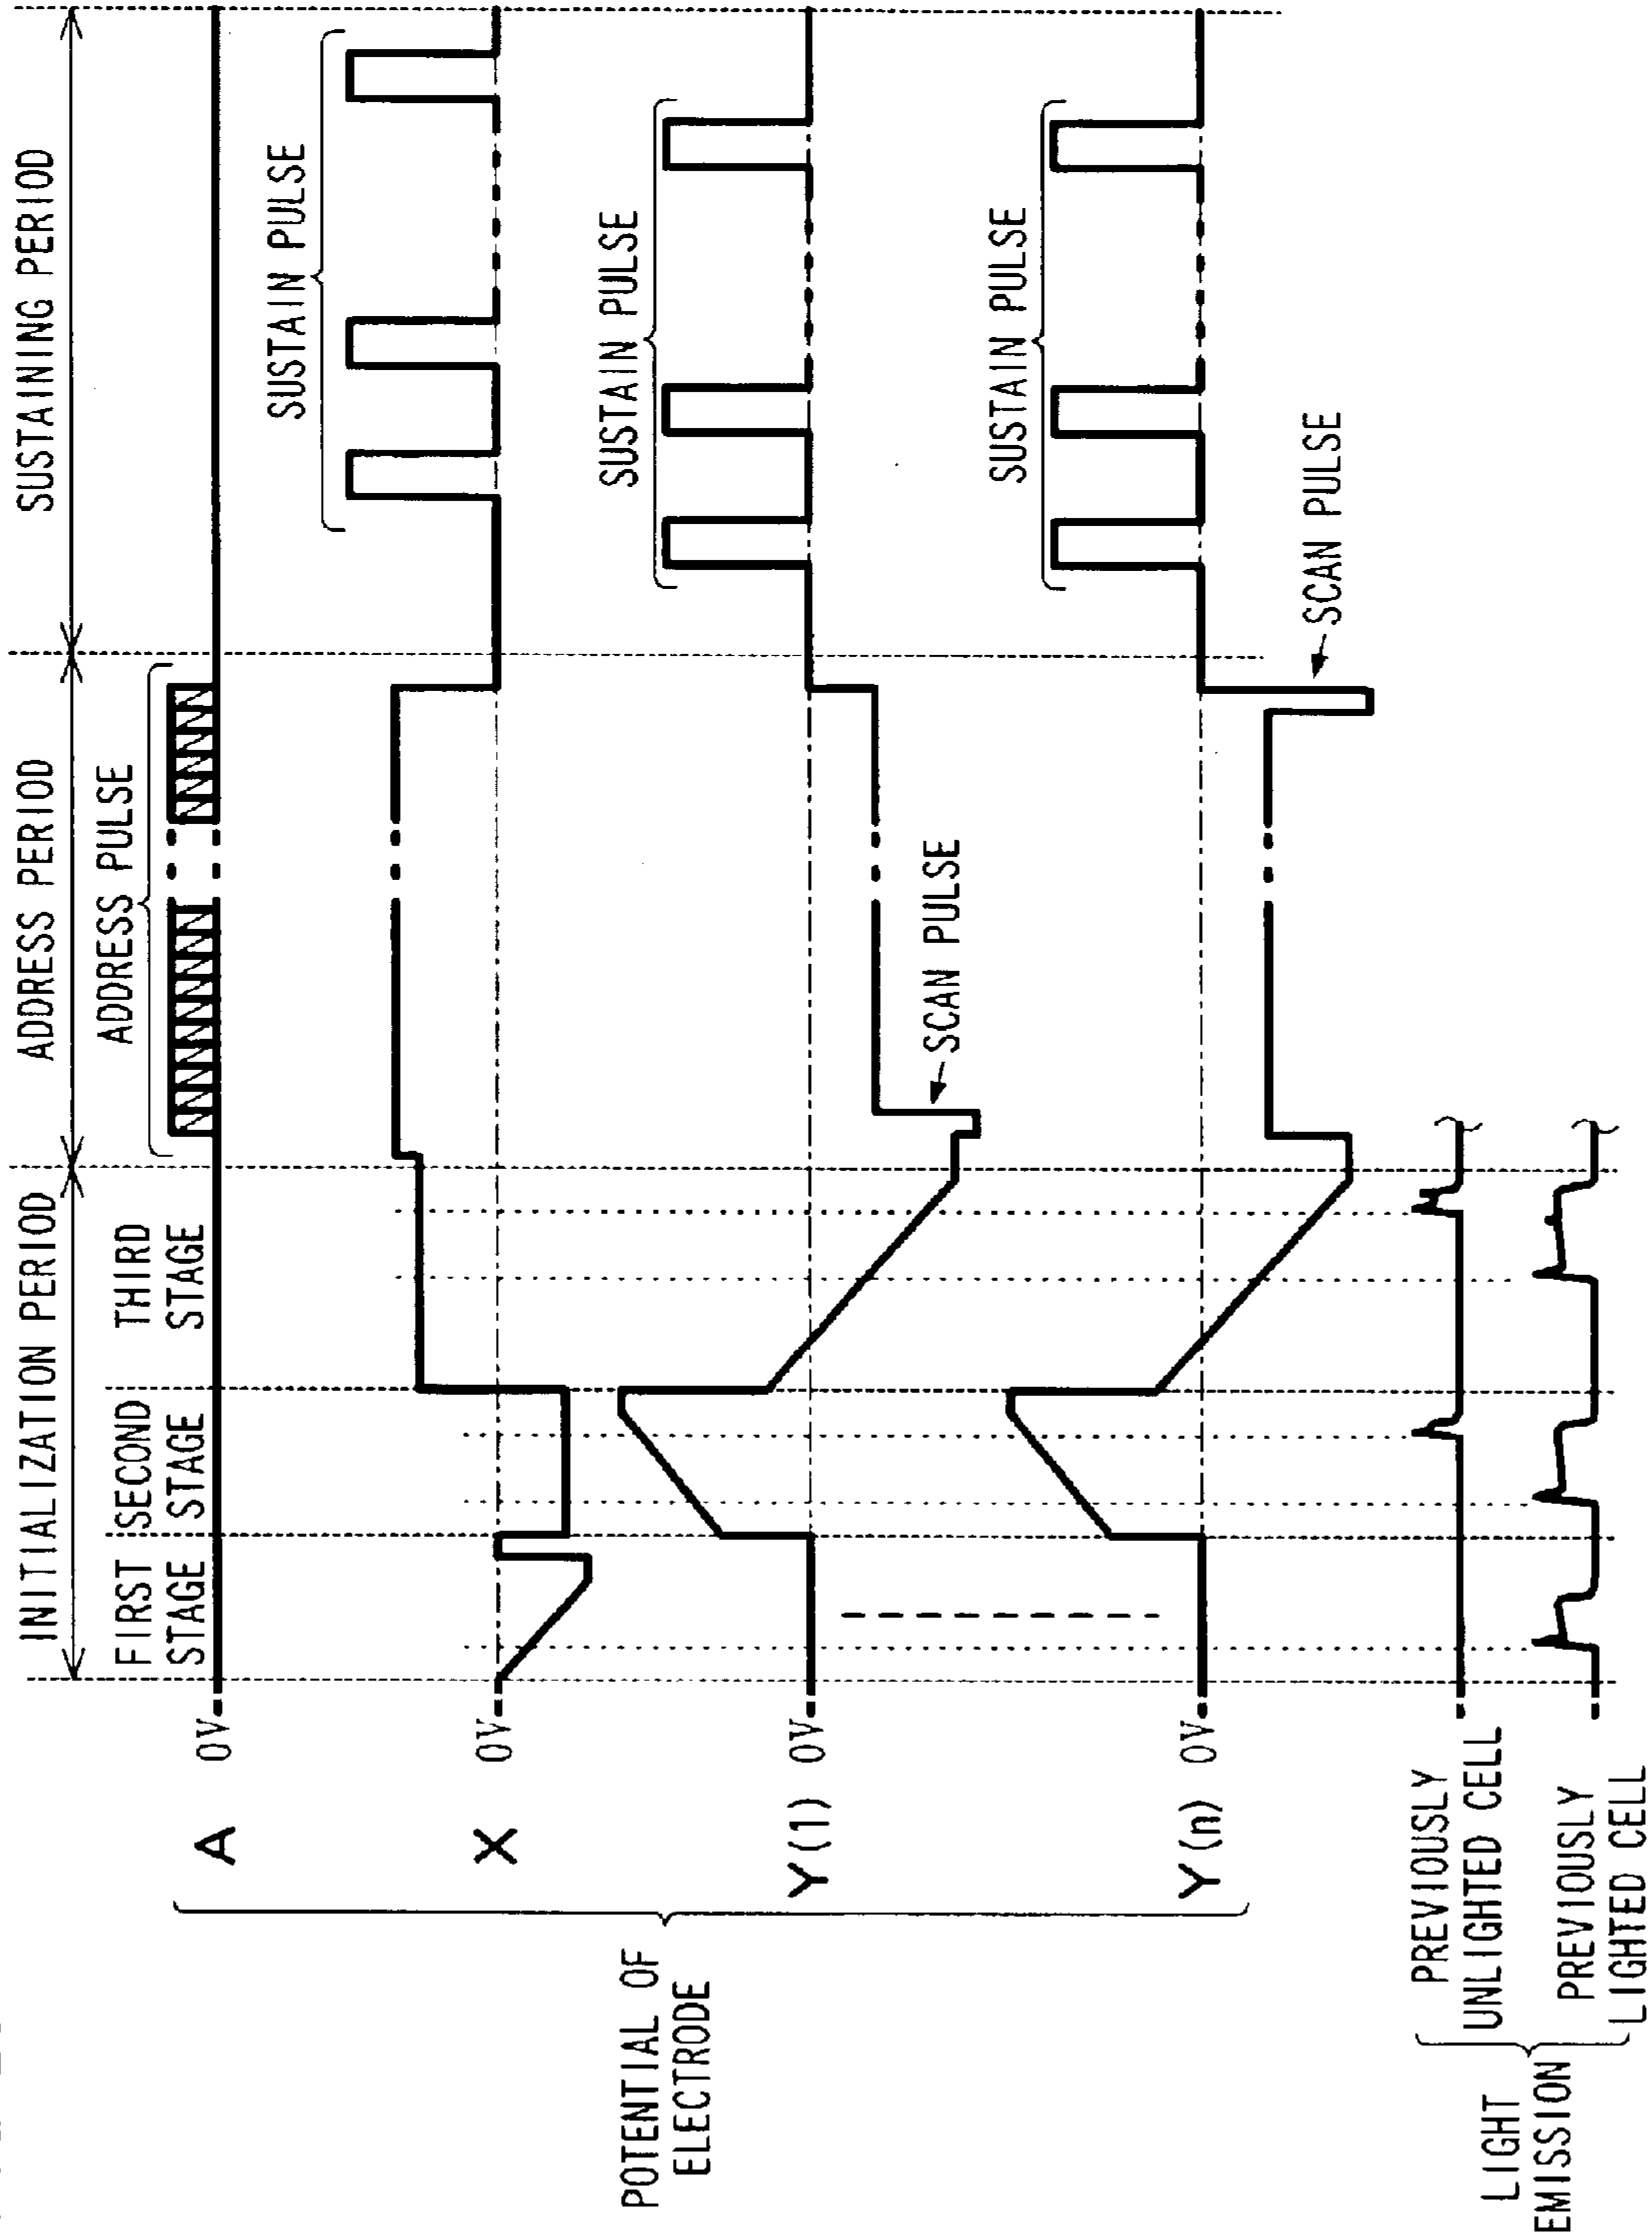 INITIALIZATION PERIOD
ADDRESS PERIOD
SUSTAINING PERIOD
FIRST
STAGE
SECOND
STAGE
THIRD
STAGE
ADDRESS PULSE
A
0V
SUSTAIN PULSE
X
0V
SUSTAIN PULSE
Y(1)
0V
SCAN PULSE
SUSTAIN PULSE
Y(n)
0V
SCAN PULSE
POTENTIAL OF
ELECTRODE
PREVIOUSLY
UNLIGHTED CELL
PREVIOUSLY
LIGHTED CELL
LIGHT
EMISSION